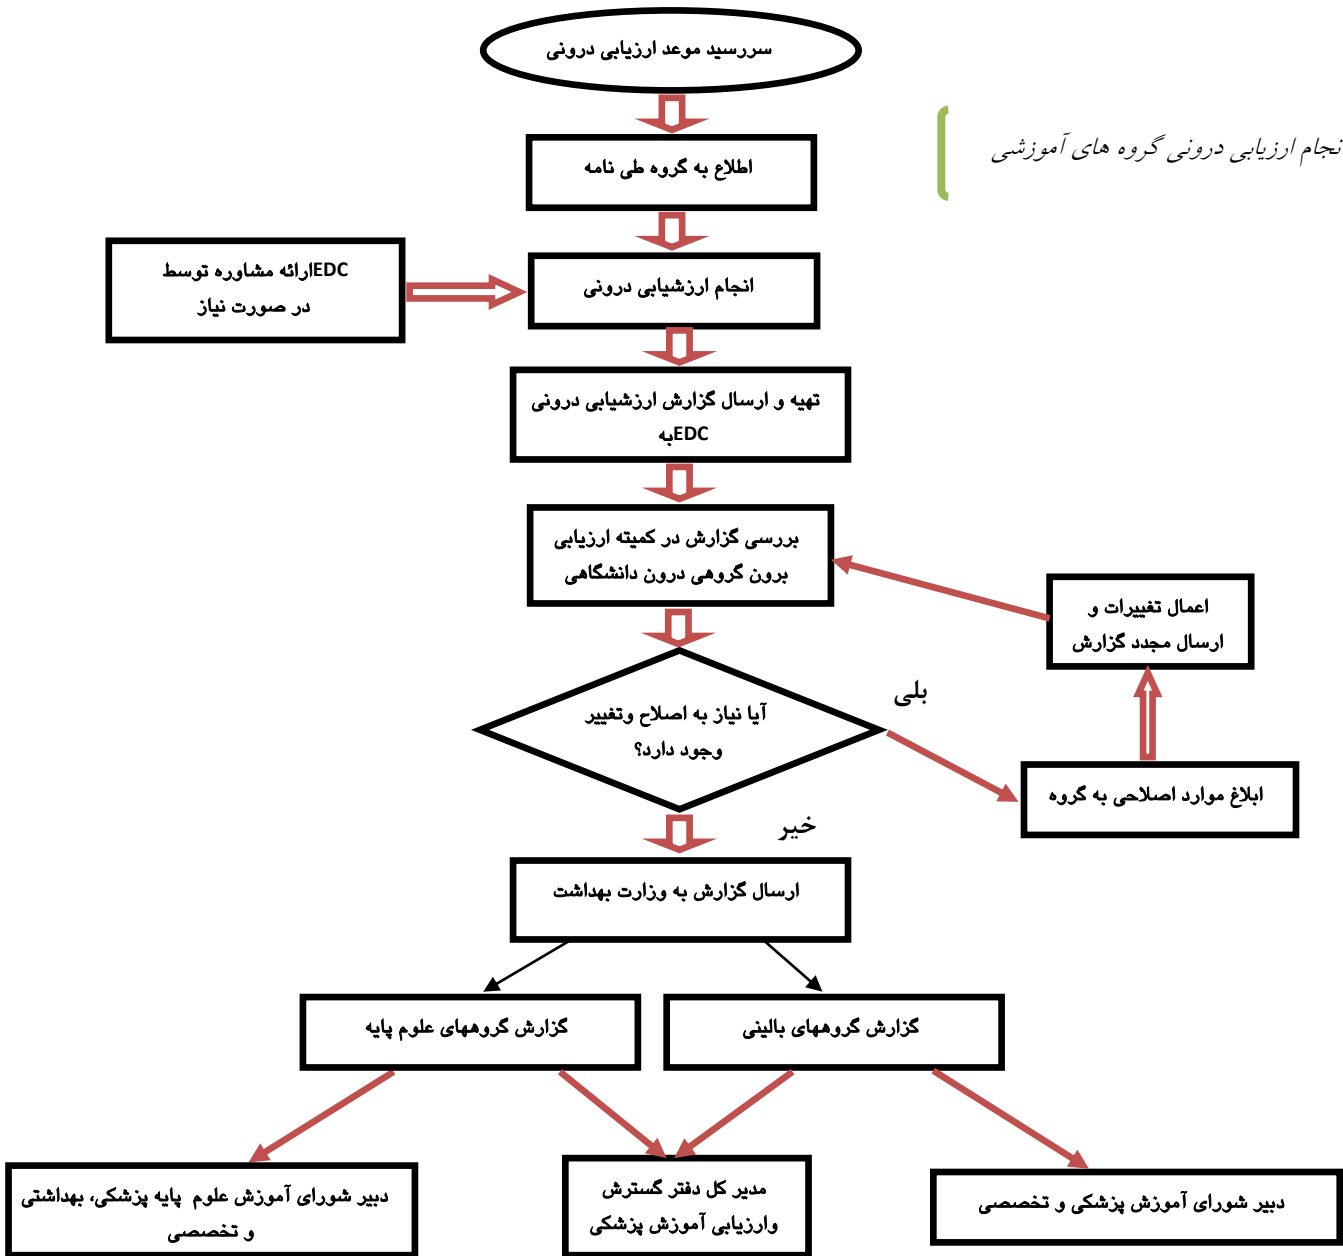 سررسید موعد ارزیابی درونی
نجام ارزیابی درونی گروه های آموزشی
اطلاع به گروه طی نامه
ارائه مشاوره توسطEDC
در صورت نیاز
انجام ارزشیابی درونی
تهیه و ارسال گزارش ارزشیابی درونی
بهEDC
بررسی گزارش در کمیته ارزیابی
برون گروهی درون دانشگاهی
اعمال تغییرات و
ارسال مجدد گزارش
بلی
آیا نیاز به اصلاح وتغییر
وجود دارد؟
ابلاغ موارد اصلاحی به گروه
خیر
ارسال گزارش به وزارت بهداشت
گزارش گروههای بالینی
گزارش گروههای علوم پایه
دبیر شورای آموزش پزشکی و تخصصی
مدیر کل دفتر گسترش
وارزیابی آموزش پزشکی
دبیر شورای آموزش علوم پایه پزشکی، بهداشتی
و تخصصی